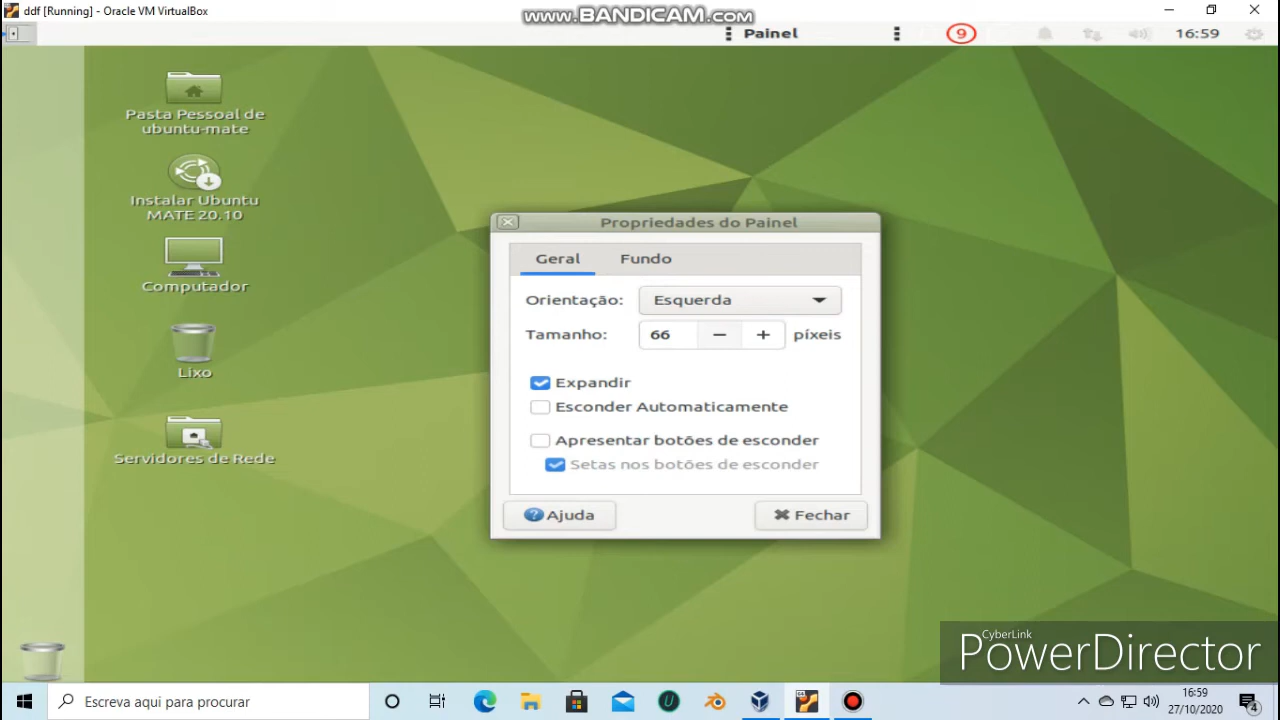 ddf [Running] - Oracle VM VirtualBox
www.BANDICAM.com
Painel
9
16:59
Pasta Pessoal de
ubuntu-mate
Instalar Ubuntu
MATE 20.10
Computador
Lixo
Servidores de Rede
Propriedades do Painel
Geral
Fundo
Orientação:
Esquerda
Tamanho:
66
− +
píxeis
Expandir
Esconder Automaticamente
Apresentar botões de esconder
Setas nos botões de esconder
? Ajuda
Fechar
CyberLink
PowerDirector
Escreva aqui para procurar
16:59
27/10/2020
4